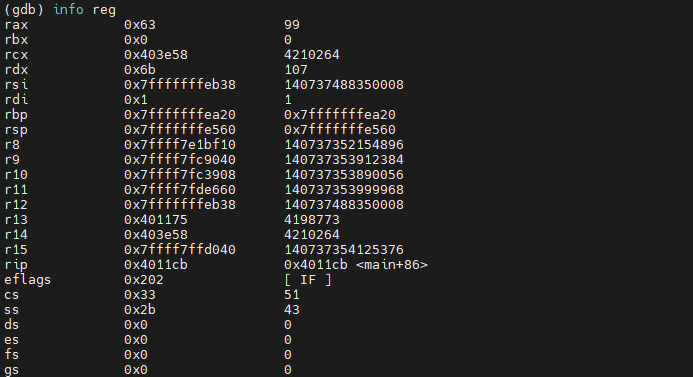 (gdb) info reg
rax 0x63 99
rbx 0x0 0
rcx 0x403e58 4210264
rdx 0x6b 107
rsi 0x7fffffffeb38 140737488350008
rdi 0x1 1
rbp 0x7fffffffea20 0x7fffffffea20
rsp 0x7fffffffe560 0x7fffffffe560
r8 0x7ffff7e1bf10 140737352154896
r9 0x7ffff7fc9040 140737353912384
r10 0x7ffff7fc3908 140737353890056
r11 0x7ffff7fde660 140737353999968
r12 0x7fffffffeb38 140737488350008
r13 0x401175 4198773
r14 0x403e58 4210264
r15 0x7ffff7ffd040 140737354125376
rip 0x4011cb 0x4011cb <main+86>
eflags 0x202 [ IF ]
cs 0x33 51
ss 0x2b 43
ds 0x0 0
es 0x0 0
fs 0x0 0
gs 0x0 0